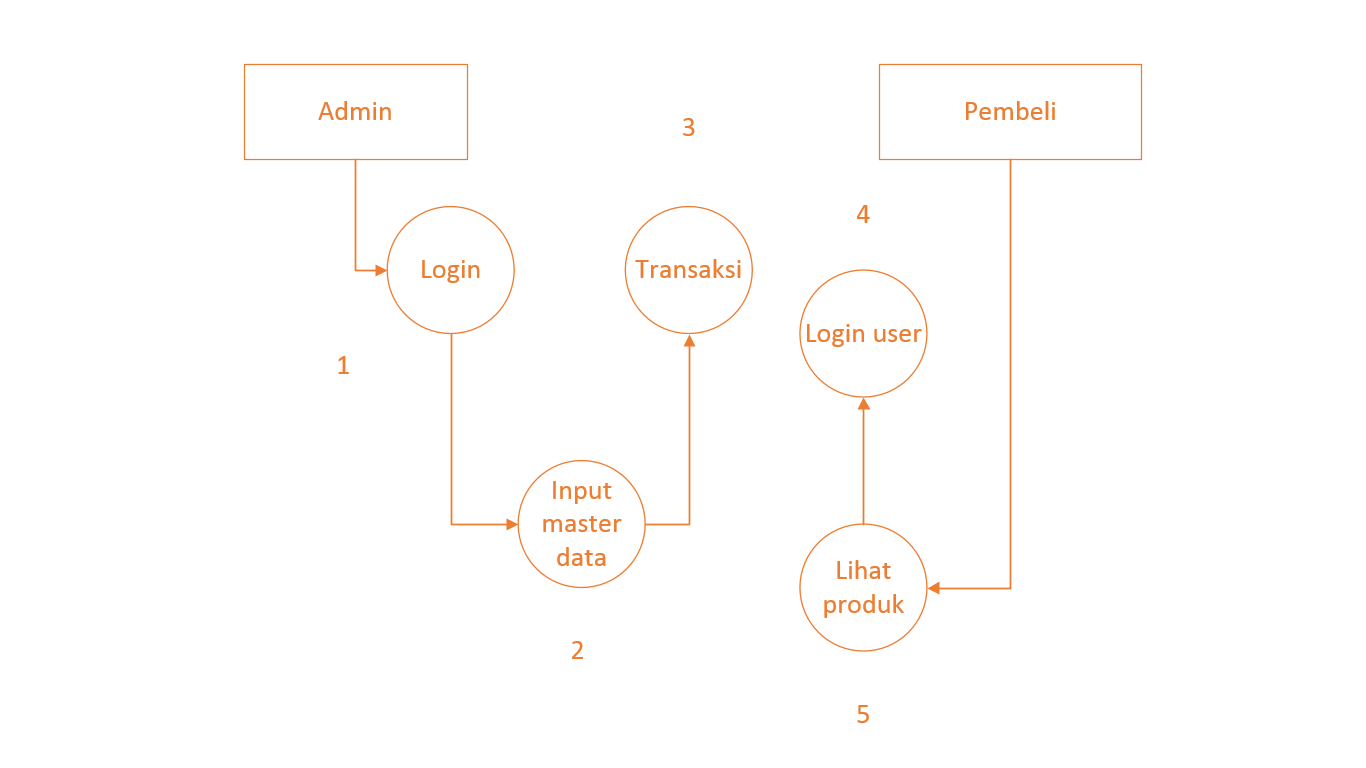 Admin
Pembeli
3
4
Login
Transaksi
Login user
1
Input
master
data
Lihat
produk
2
5